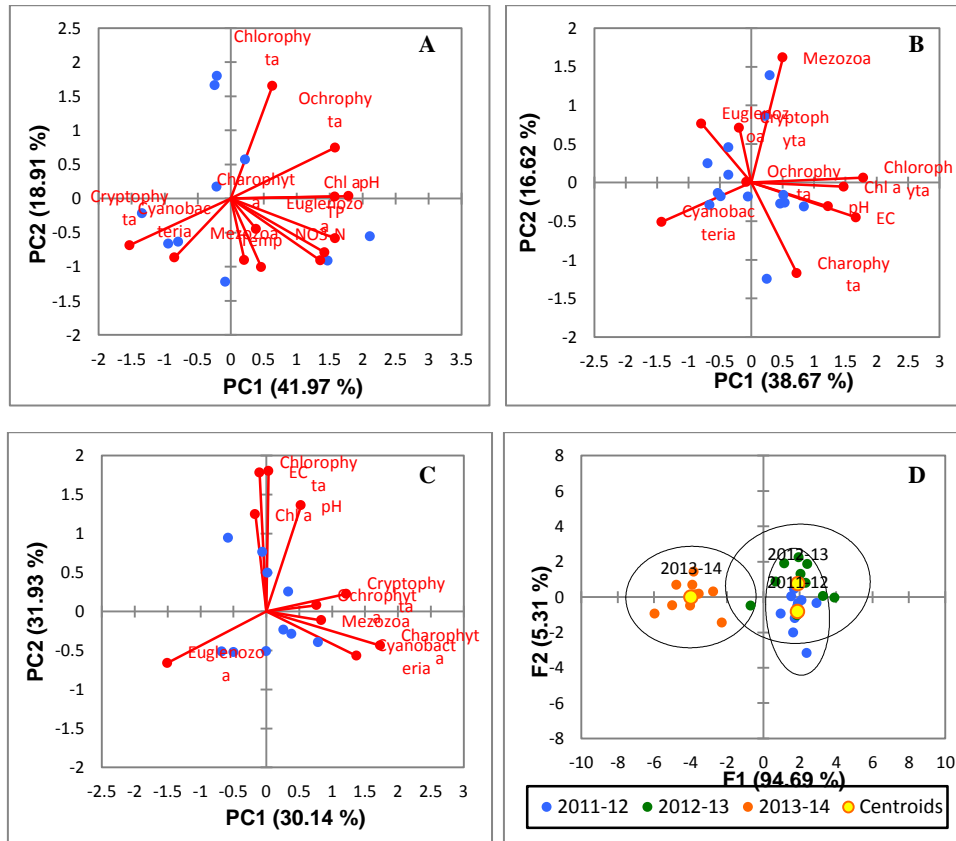 A
PC2 (18.91 %)
2.5
2
1.5
1
0.5
0
-0.5
-1
-1.5
-2
Chlorophy
ta
Ochrophy
ta
Chl a
pH
Charophyt
a
Euglenozo
a
TP
NO3-N
Cryptophy
ta
Cyanobac
teria
Mezozoa
Temp
-2 -1.5 -1 -0.5 0 0.5 1 1.5 2 2.5 3 3.5
PC1 (41.97 %)
B
PC2 (16.62 %)
2
1.5
1
0.5
0
-0.5
-1
-1.5
-2
Mezozoa
Euglenoz
oa
Cryptoph
yta
Ochrophy
ta
Chloroph
yta
Chl a
pH
EC
Cyanobac
teria
Charophy
ta
-2.5 -2 -1.5 -1 -0.5 0 0.5 1 1.5 2 2.5 3
PC1 (38.67 %)
C
PC2 (31.93 %)
2
1.5
1
0.5
0
-0.5
-1
-1.5
-2
Chlorophy
ta
EC
pH
Chl a
Cryptophy
ta
Ochrophyt
a
Mezozoa
Charophyt
a
Cyanobact
eria
Euglenozo
a
-2 -1.5 -1 -0.5 0 0.5 1 1.5 2 2.5 3
PC1 (30.14 %)
D
F2 (5.31 %)
8
6
4
2
0
-2
-4
-6
-8
2012-13
2011-12
2013-14
-10 -8 -6 -4 -2 0 2 4 6 8 10
F1 (94.69 %)
2011-12 2012-13 2013-14 Centroids